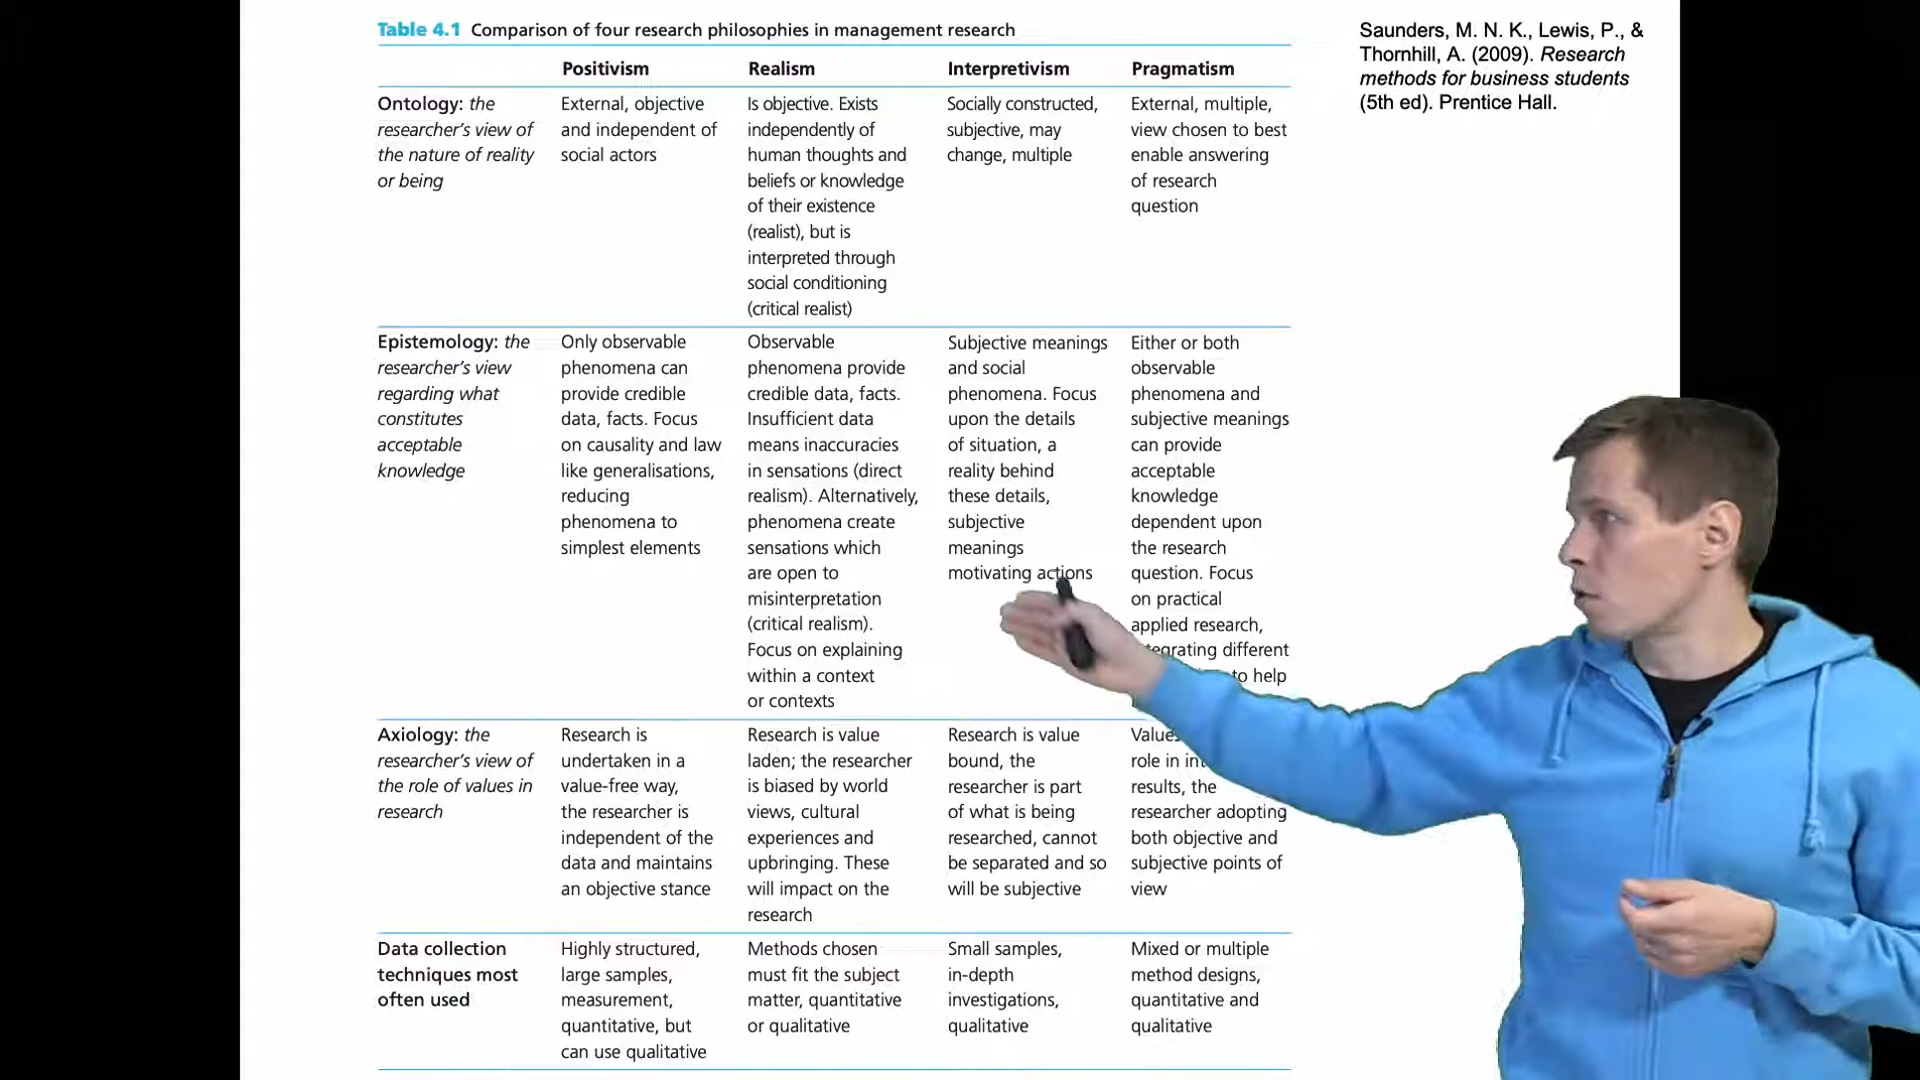 Table 4.1 Comparison of four research philosophies in management research
Positivism Realism Interpretivism Pragmatism
Ontology: the
researcher's view of
the nature of reality
or being
External, objective
and independent of
social actors
Is objective. Exists
independently of
human thoughts and
beliefs or knowledge
of their existence
(realist), but is
interpreted through
social conditioning
(critical realist)
Socially constructed,
subjective, may
change, multiple
External, multiple,
view chosen to best
enable answering
of research
question
Epistemology: the
researcher's view
regarding what
constitutes
acceptable
knowledge
Only observable
phenomena can
provide credible
data, facts. Focus
on causality and law
like generalisations,
reducing
phenomena to
simplest elements
Observable
phenomena provide
credible data, facts.
Insufficient data
means inaccuracies
in sensations (direct
realism). Alternatively,
phenomena create
sensations which
are open to
misinterpretation
(critical realism).
Focus on explaining
within a context
or contexts
Subjective meanings
and social
phenomena. Focus
upon the details
of situation, a
reality behind
these details,
subjective
meanings
motivating actions
Either or both
observable
phenomena and
subjective meanings
can provide
acceptable
knowledge
dependent upon
the research
question. Focus
on practical
applied research,
different
to help
Axiology: the
researcher's view of
the role of values in
research
Research is
undertaken in a
value-free way,
the researcher is
independent of the
data and maintains
an objective stance
Research is value
laden; the researcher
is biased by world
views, cultural
experiences and
upbringing. These
will impact on the
research
Research is value
bound, the
researcher is part
of what is being
researched, cannot
be separated and so
will be subjective
Values
role in
results, the
researcher adopting
both objective and
subjective points of
view
Data collection
techniques most
often used
Highly structured,
large samples,
measurement,
quantitative, but
can use qualitative
Methods chosen
must fit the subject
matter, quantitative
or qualitative
Small samples,
in-depth
investigations,
qualitative
Mixed or multiple
method designs,
quantitative and
qualitative
Saunders, M. N. K., Lewis, P., &
Thornhill, A. (2009). Research
methods for business students
(5th ed). Prentice Hall.